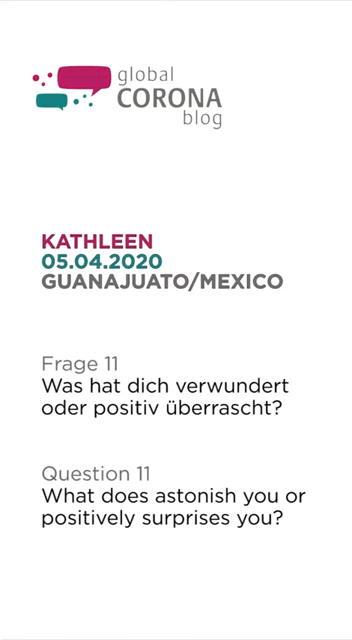 global
CORONA
blog
KATHLEEN
05.04.2020
GUANAJUATO/MEXICO
Frage 11
Was hat dich verwundert
oder positiv überrascht?
Question 11
What does astonish you or
positively surprises you?